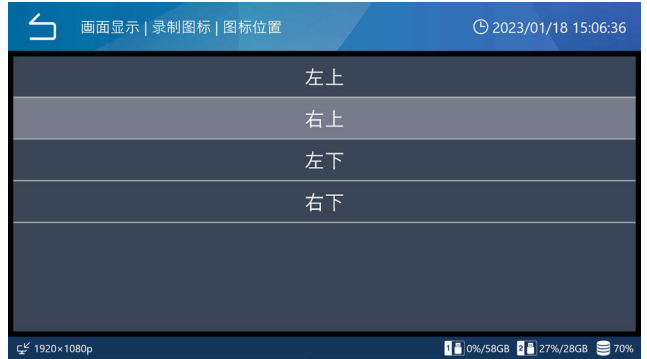 画面显示 | 录制图标 | 图标位置 2023/01/18 15:06:36
左上
右上
左下
右下
1920×1080p 1 0%/58GB 2 27%/28GB 70%